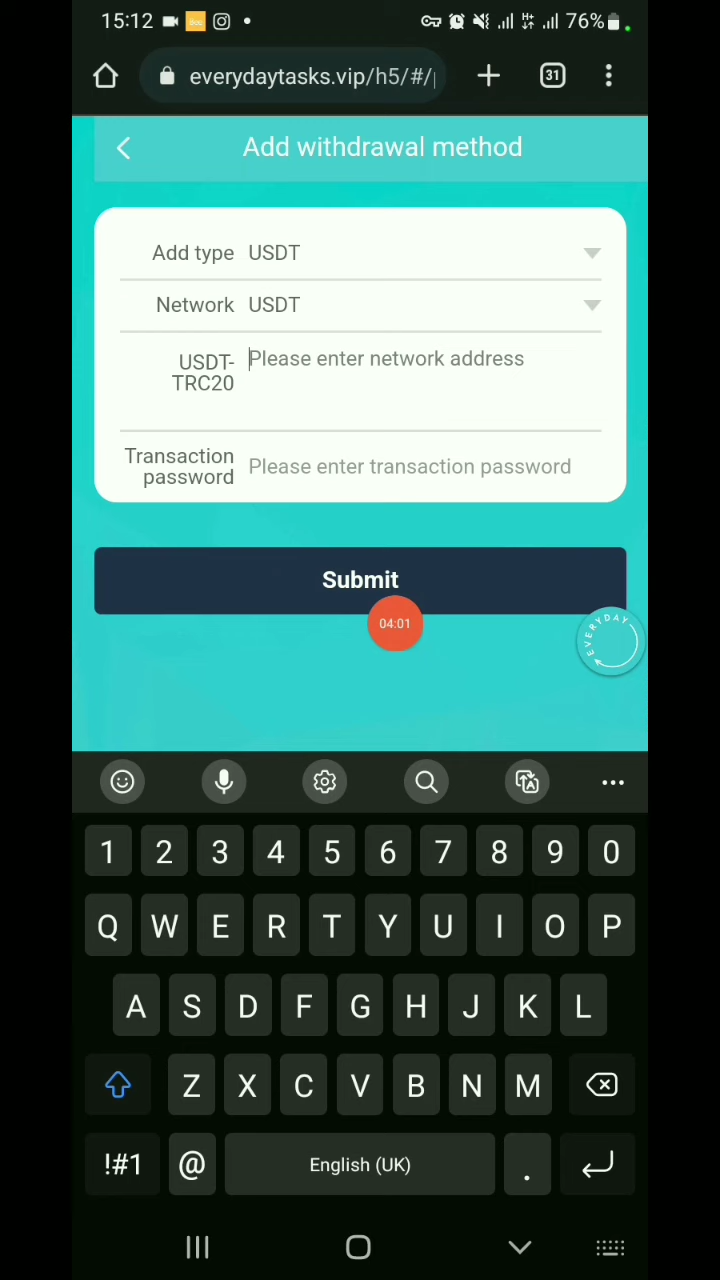 15:12 76%
everydaytasks.vip/h5/#/ 31
Add withdrawal method
Add type USDT
Network USDT
USDT-
TRC20
Please enter network address
Transaction
password
Please enter transaction password
Submit
04:01
EVERYDAY
1 2 3 4 5 6 7 8 9 0
Q W E R T Y U I O P
A S D F G H J K L
Z X C V B N M
!#1 @ English (UK) .